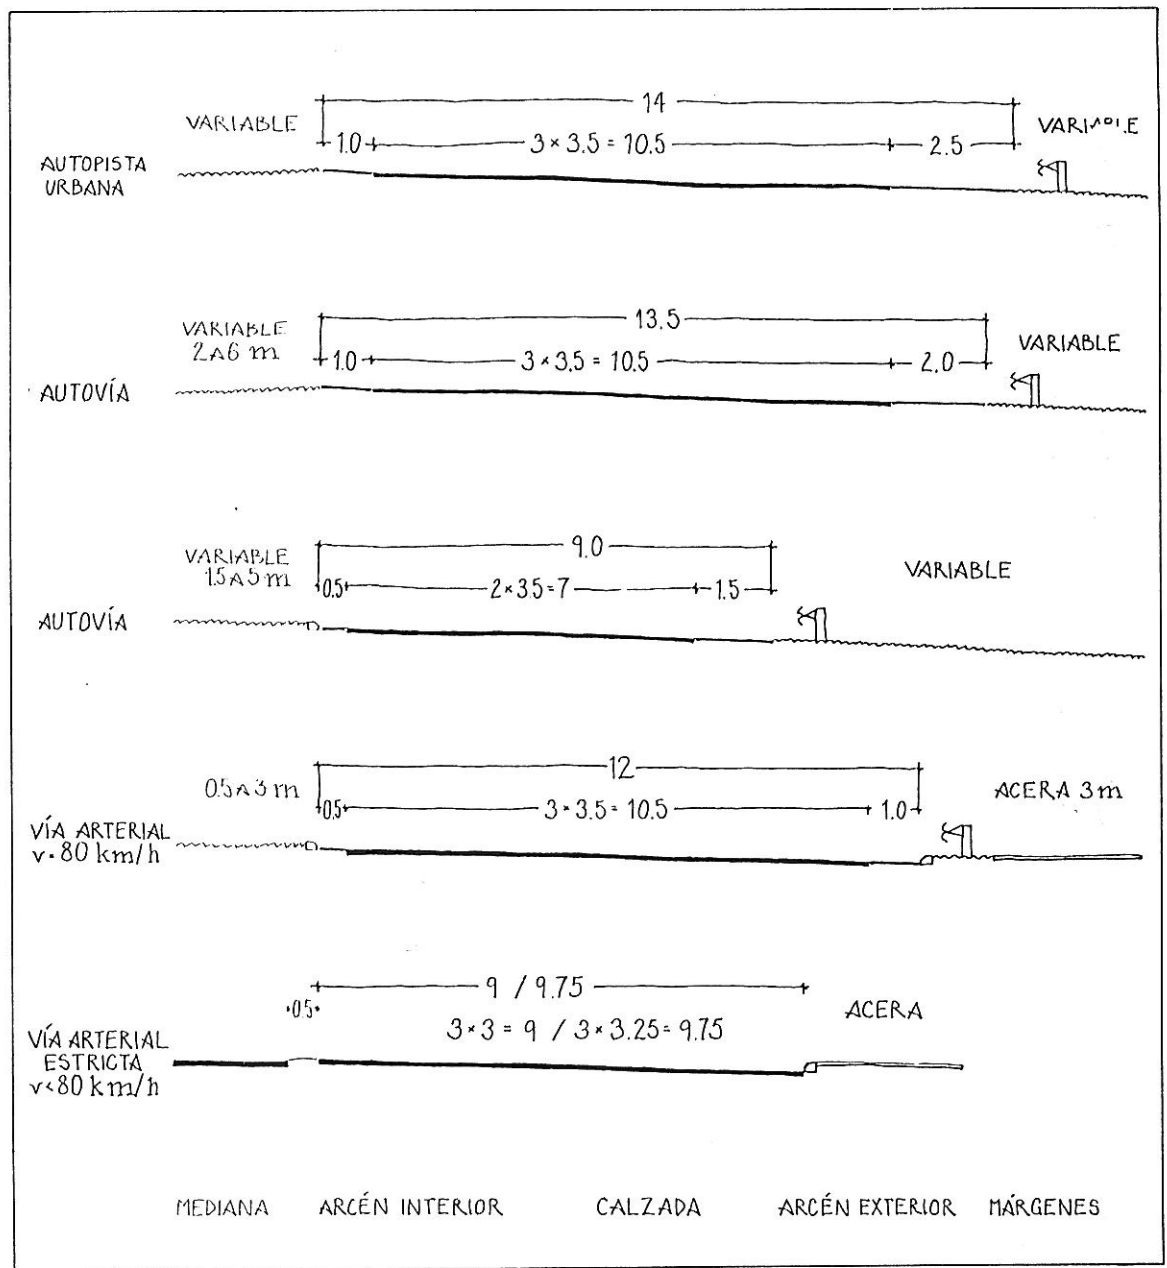 14
VARIABLE
1.0
3 × 3.5 = 10.5
2.5
AUTOPISTA
URBANA
13.5
VARIABLE
2 A 6 m
1.0
3 × 3.5 = 10.5
2.0
VARIABLE
AUTOVÍA
9.0
VARIABLE
1.5 A 5 m
0.5
2 × 3.5 = 7
1.5
VARIABLE
AUTOVÍA
12
0.5 A 3 m
0.5
3 × 3.5 = 10.5
1.0
ACERA 3 m
VÍA ARTERIAL
v = 80 km/h
9 / 9.75
0.5
3 × 3 = 9 / 3 × 3.25 = 9.75
ACERA
VÍA ARTERIAL
ESTRICTA
v < 80 km/h
MEDIANA ARCÉN INTERIOR CALZADA ARCÉN EXTERIOR MÁRGENES